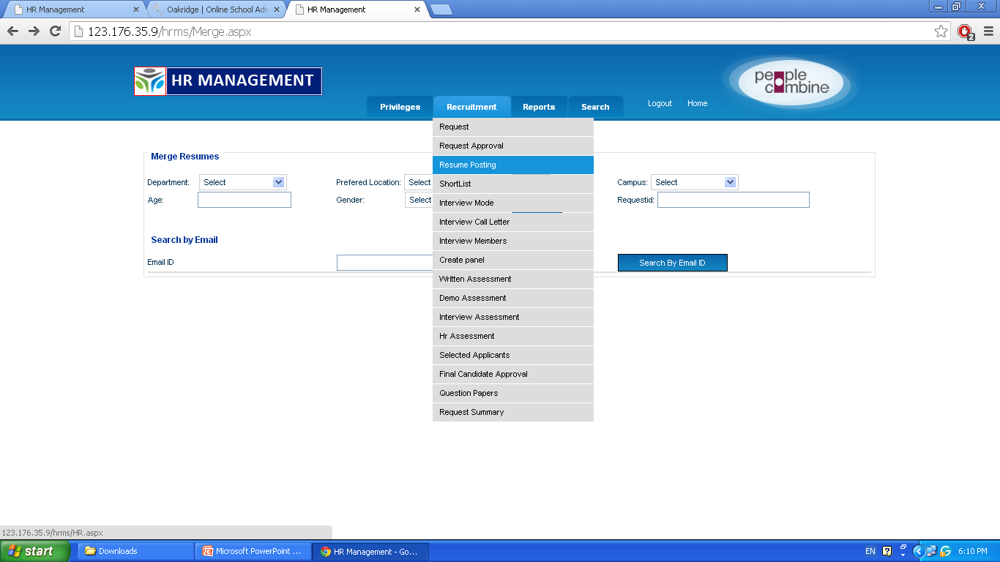 HR Management
Oakridge | Online School Adm
HR Management
123.176.35.9/hrms/Merge.aspx
2
HR MANAGEMENT
people combine
Privileges Recruitment Reports Search Logout Home
Request
Request Approval
Merge Resumes
Resume Posting
Department: Select Prefered Location: Select Campus: Select
ShortList
Age: Gender: Select Requestid:
Interview Mode
Interview Call Letter
Search by Email
Interview Members
Email ID Search By Email ID
Create panel
Written Assessment
Demo Assessment
Interview Assessment
Hr Assessment
Selected Applicants
Final Candidate Approval
Question Papers
Request Summary
123.176.35.9/hrms/HR.aspx
start Downloads Microsoft PowerPoint ... HR Management - Go... EN 6:10 PM